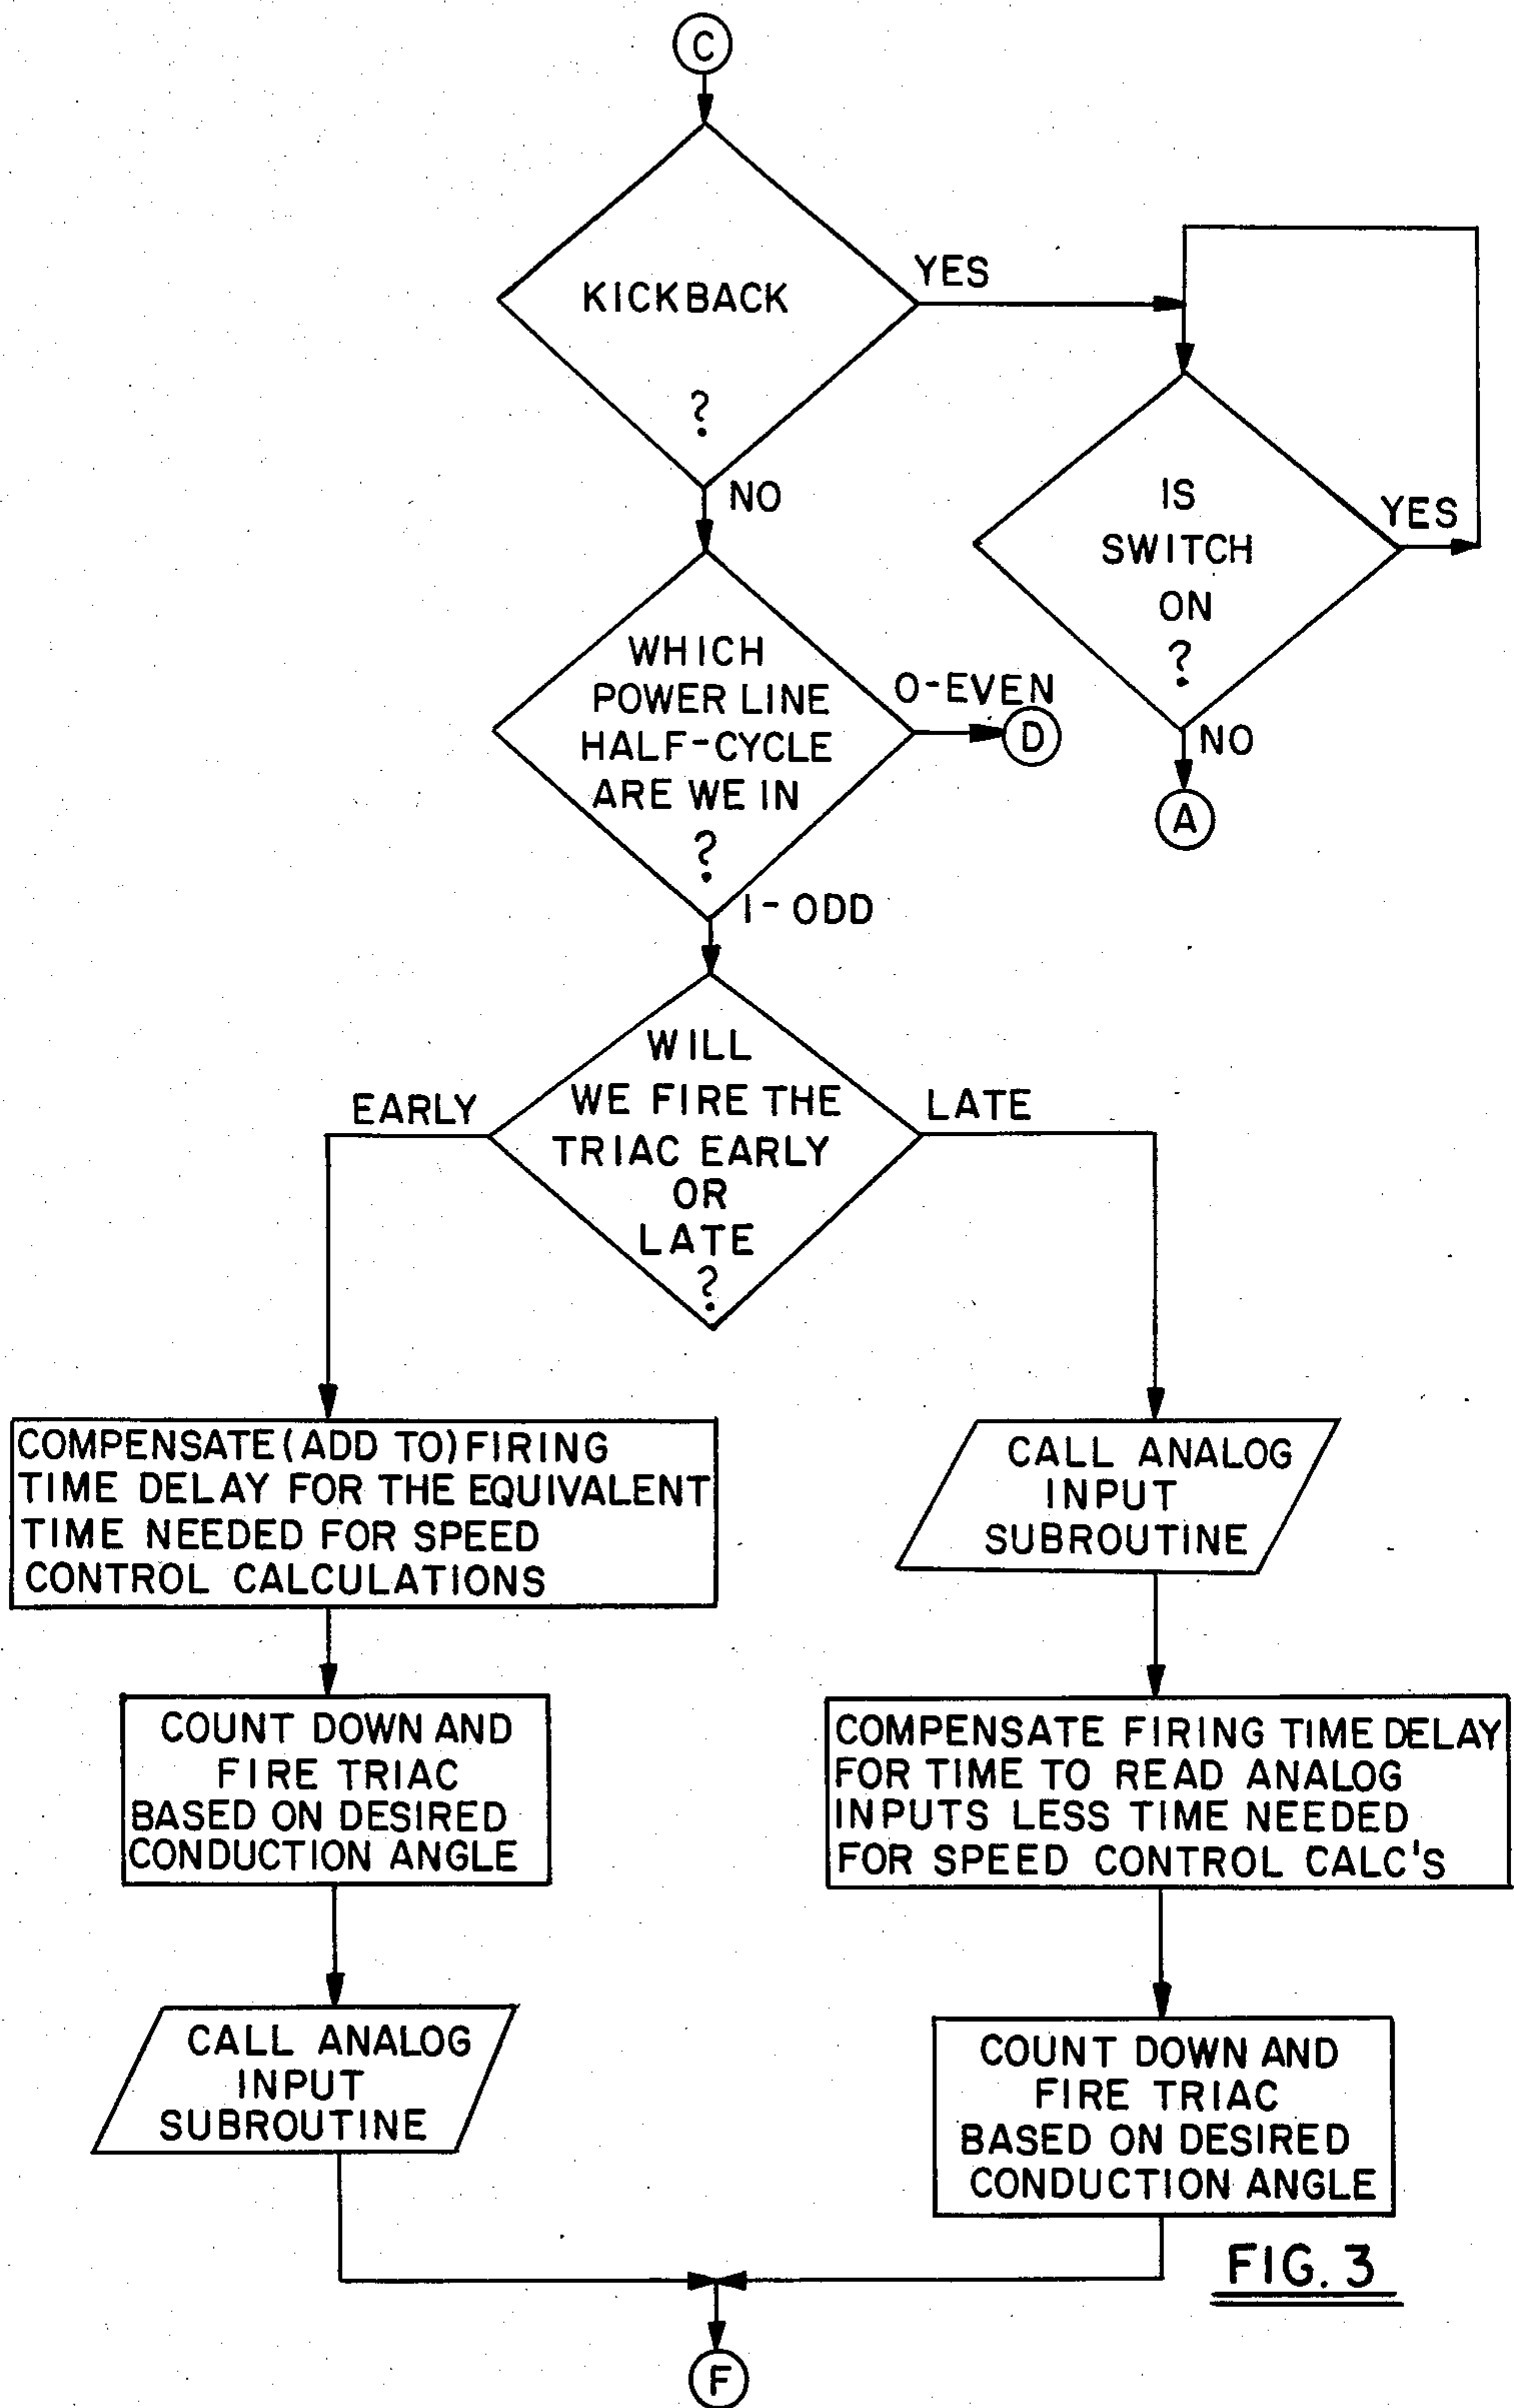 C
KICKBACK
?
YES
NO
IS
SWITCH
ON
?
YES
NO
A
WHICH
POWER LINE
HALF-CYCLE
ARE WE IN
?
0-EVEN
D
1-ODD
WILL
WE FIRE THE
TRIAC EARLY
OR
LATE
?
EARLY
LATE
COMPENSATE (ADD TO) FIRING
TIME DELAY FOR THE EQUIVALENT
TIME NEEDED FOR SPEED
CONTROL CALCULATIONS
COUNT DOWN AND
FIRE TRIAC
BASED ON DESIRED
CONDUCTION ANGLE
CALL ANALOG
INPUT
SUBROUTINE
CALL ANALOG
INPUT
SUBROUTINE
COMPENSATE FIRING TIME DELAY
FOR TIME TO READ ANALOG
INPUTS LESS TIME NEEDED
FOR SPEED CONTROL CALC'S
COUNT DOWN AND
FIRE TRIAC
BASED ON DESIRED
CONDUCTION ANGLE
F
FIG. 3